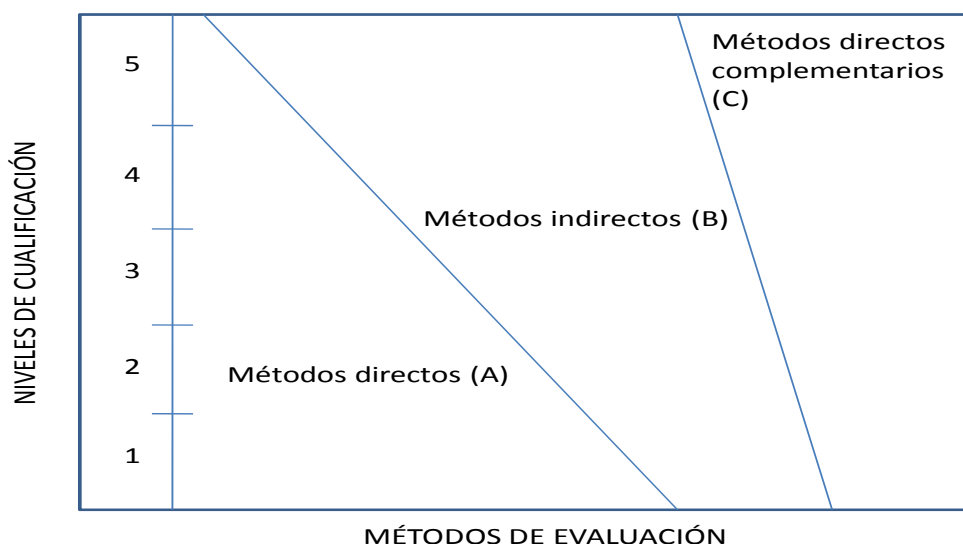 NIVELES DE CUALIFICACIÓN
5
4
3
2
1
Métodos directos
complementarios
(C)
Métodos indirectos (B)
Métodos directos (A)
MÉTODOS DE EVALUACIÓN